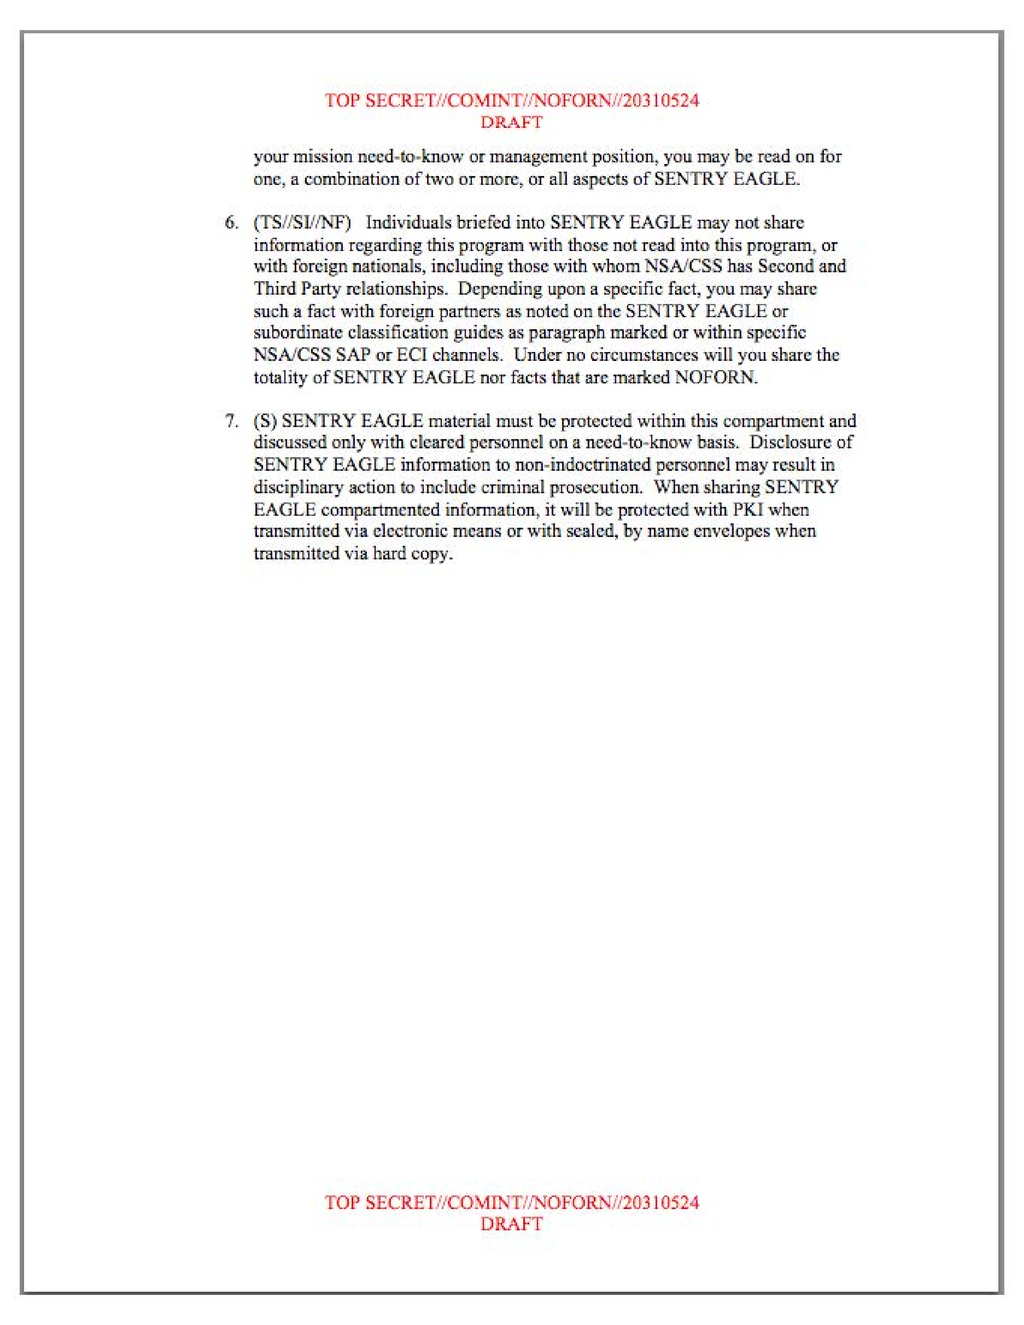 TOP SECRET//COMINT//NOFORN//20310524
DRAFT
your mission need-to-know or management position, you may be read on for
one, a combination of two or more, or all aspects of SENTRY EAGLE.
6. (TS//SI//NF) Individuals briefed into SENTRY EAGLE may not share
information regarding this program with those not read into this program, or
with foreign nationals, including those with whom NSA/CSS has Second and
Third Party relationships. Depending upon a specific fact, you may share
such a fact with foreign partners as noted on the SENTRY EAGLE or
subordinate classification guides as paragraph marked or within specific
NSA/CSS SAP or ECI channels. Under no circumstances will you share the
totality of SENTRY EAGLE nor facts that are marked NOFORN.
7. (S) SENTRY EAGLE material must be protected within this compartment and
discussed only with cleared personnel on a need-to-know basis. Disclosure of
SENTRY EAGLE information to non-indoctrinated personnel may result in
disciplinary action to include criminal prosecution. When sharing SENTRY
EAGLE compartmented information, it will be protected with PKI when
transmitted via electronic means or with sealed, by name envelopes when
transmitted via hard copy.
TOP SECRET//COMINT//NOFORN//20310524
DRAFT